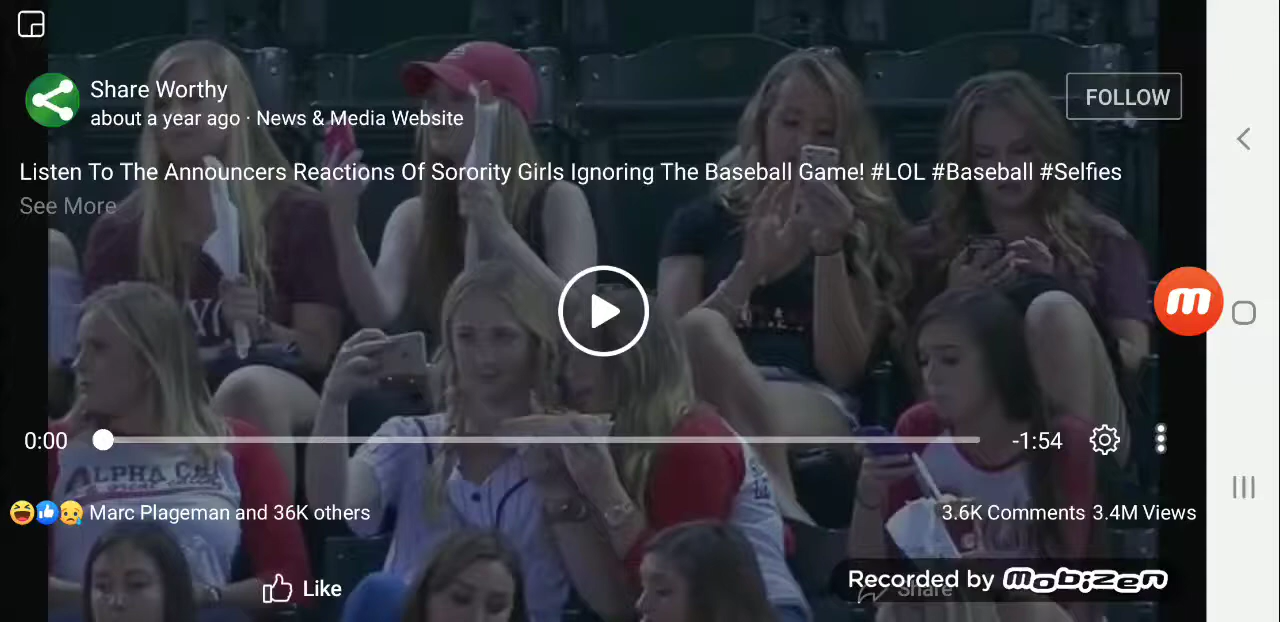 Share Worthy
FOLLOW
about a year ago · News & Media Website
Listen To The Announcers Reactions Of Sorority Girls Ignoring The Baseball Game! #LOL #Baseball #Selfies
See More
0:00
-1:54
ALPHA
Marc Plageman and 36K others
3.6K Comments 3.4M Views
Like
Share
Recorded by mobizen